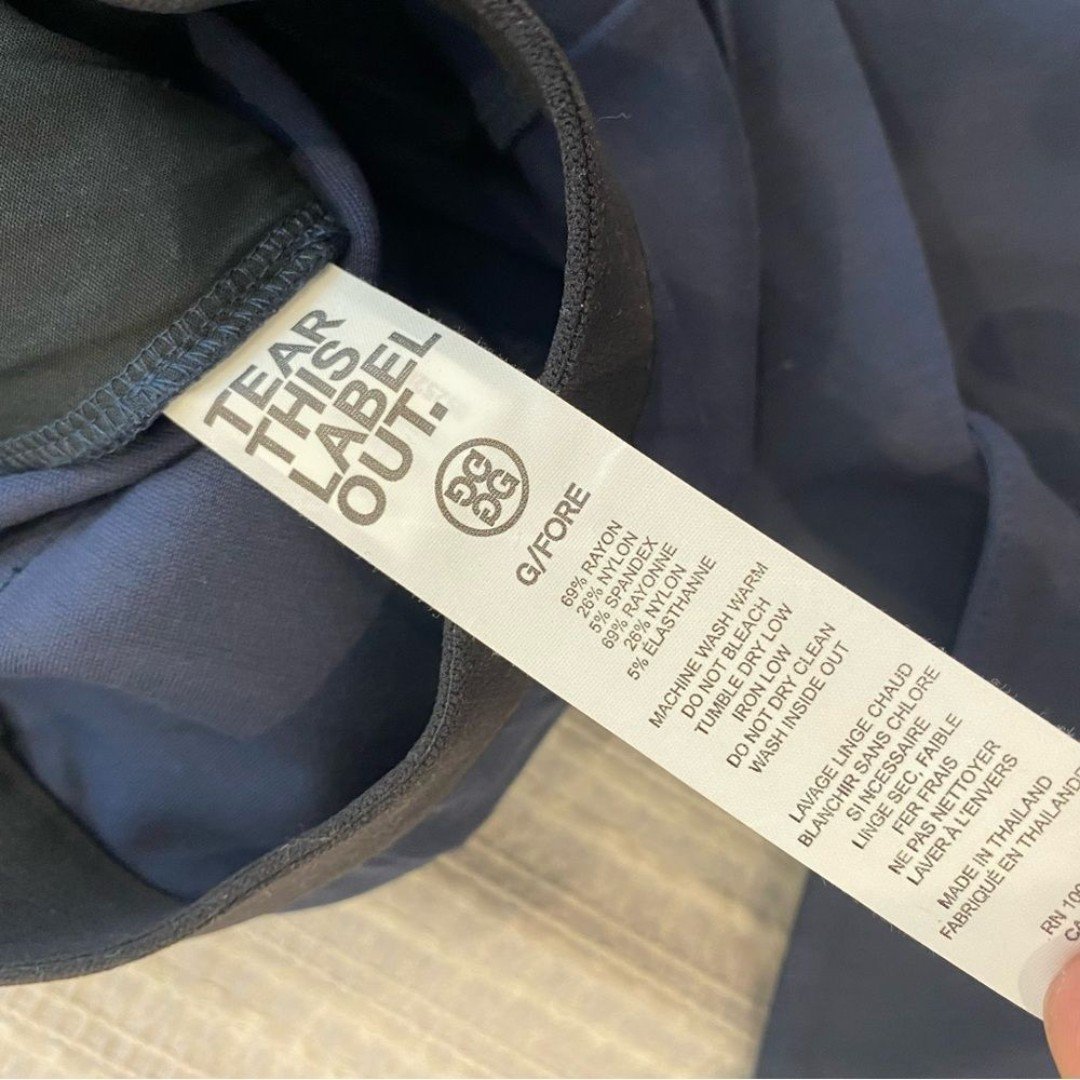 TEAR
THIS
LABEL
OUT.
G/FORE
69% RAYON
26% NYLON
5% SPANDEX
69% RAYONNE
26% NYLON
5% ÉLASTHANNE
MACHINE WASH WARM
DO NOT BLEACH
TUMBLE DRY LOW
IRON LOW
DO NOT DRY CLEAN
WASH INSIDE OUT
LAVAGE LINGE CHAUD
BLANCHIR SANS CHLORE
SI NCESSAIRE
LINGE SEC, FAIBLE
FER FRAIS
NE PAS NETTOYER
LAVER À L'ENVERS
MADE IN THAILAND
FABRIQUÉ EN THAILANDE
RN